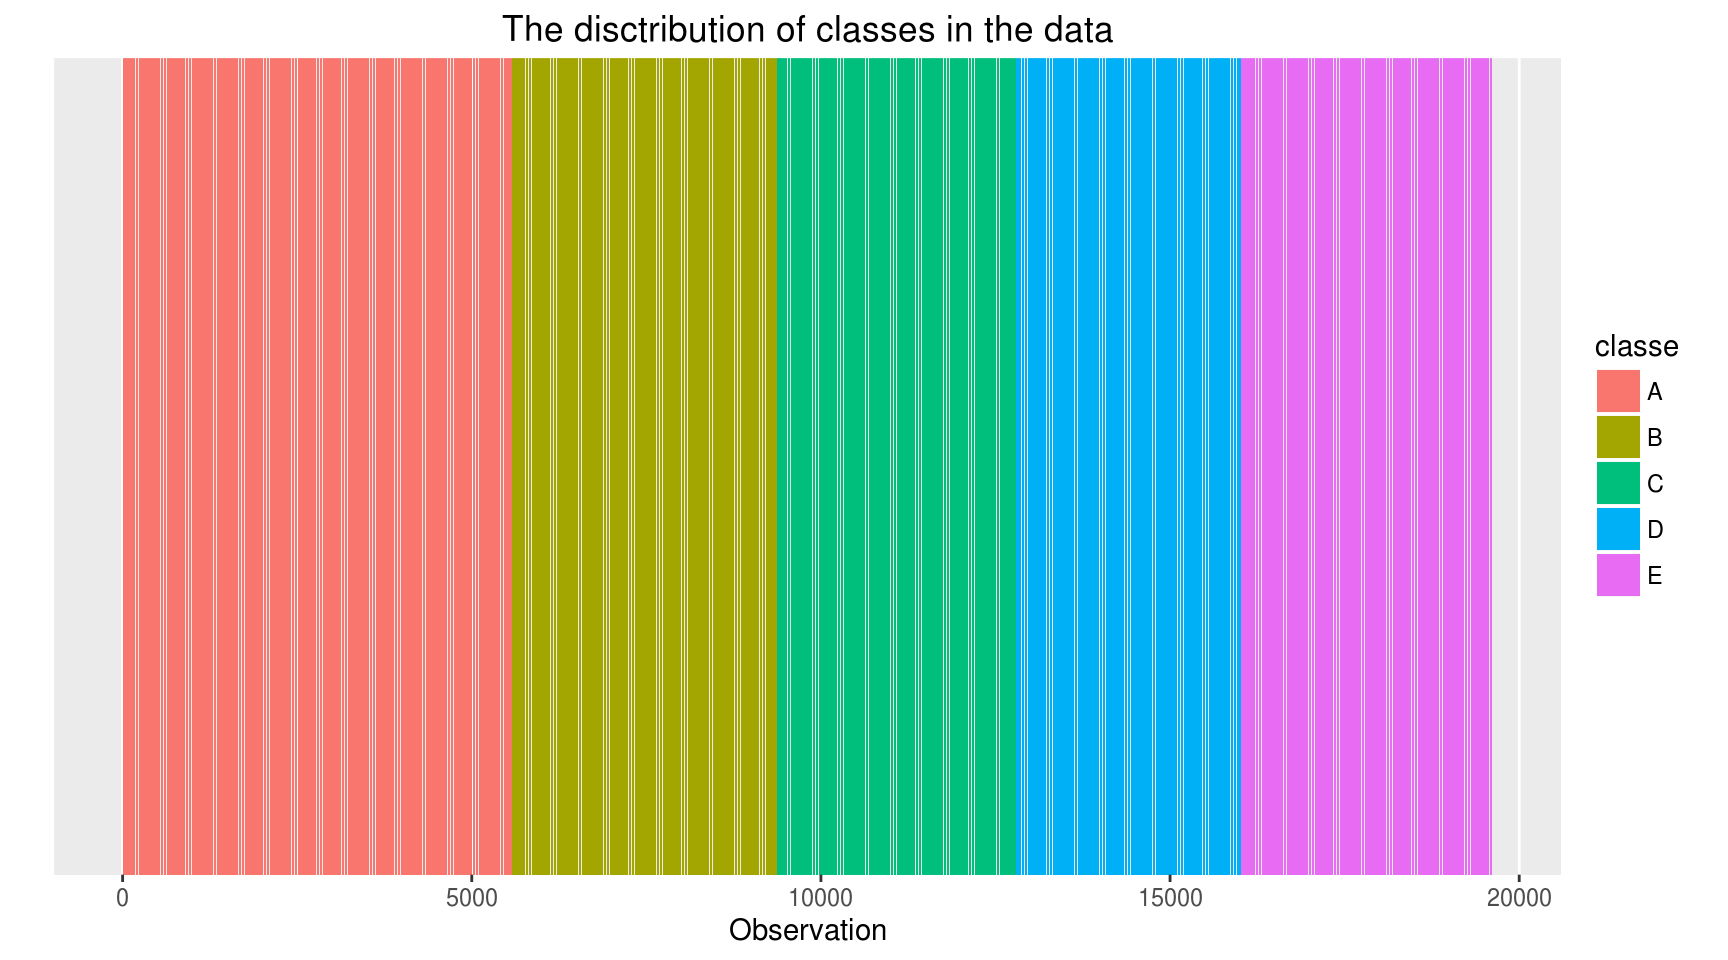 The disctribution of classes in the data
classe
A
B
C
D
E
0 5000 10000 15000 20000
Observation